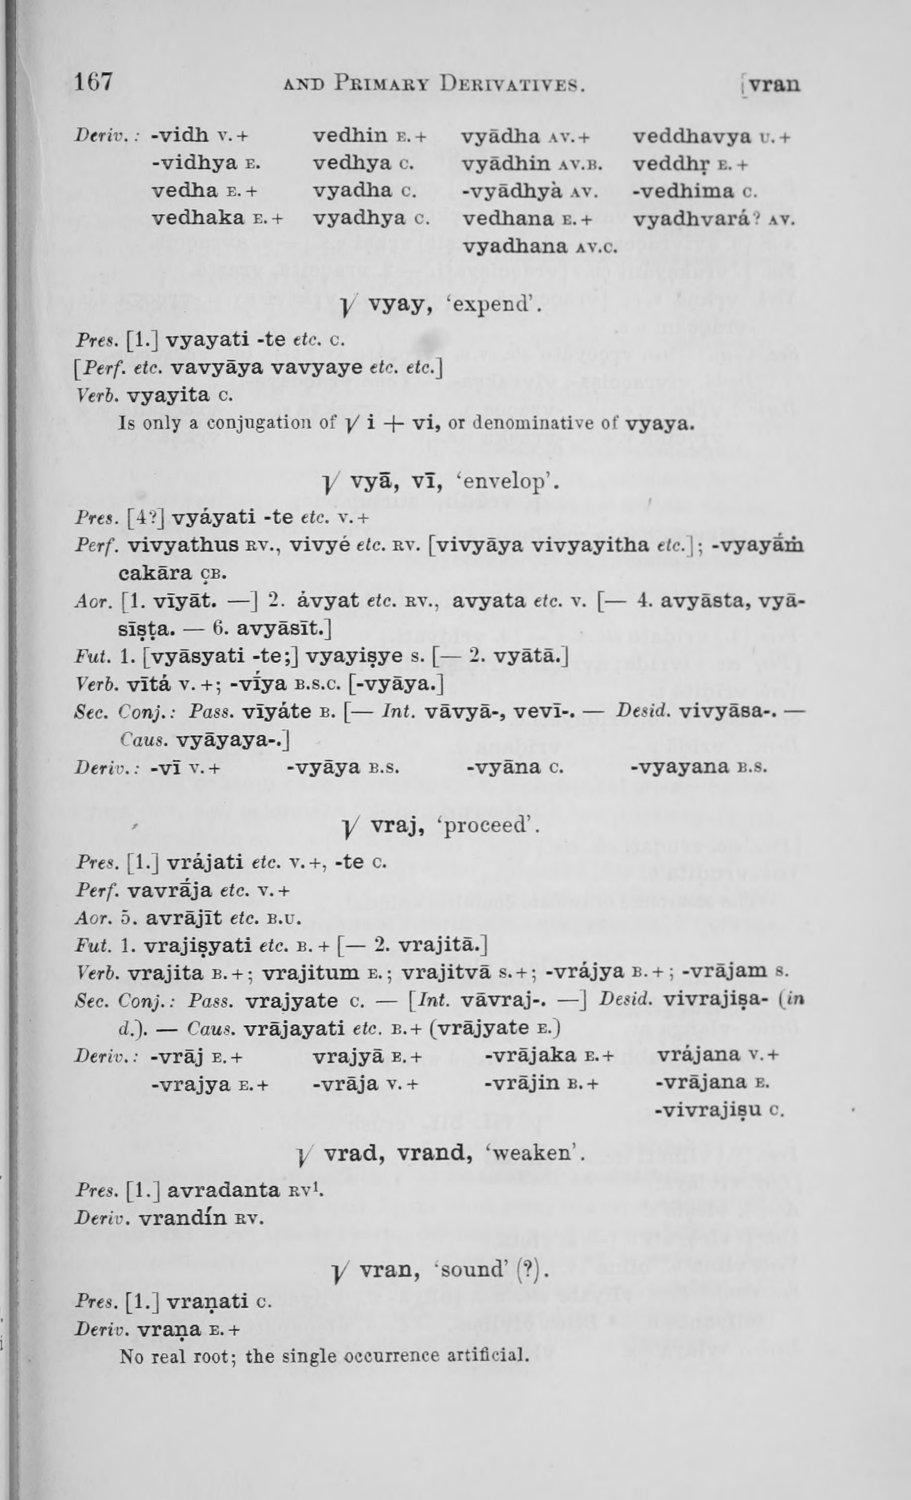 167 AND PRIMARY DERIVATIVES. [vran
Deriv.: -vidh V.+ vedhin E.+ vyādha AV.+ veddhavya U.+
-vidhya E. vedhya C. vyādhin AV.B. veddhṛ E.+
vedha E.+ vyadha C. -vyādhyà AV. -vedhima C.
vedhaka E.+ vyadhya C. vedhana E.+ vyadhvará? AV.
vyadhana AV.C.
√ vyay, ‘expend’.
Pres. [1.] vyayati -te etc. C.
[Perf. etc. vavyāya vavyaye etc. etc.]
Verb. vyayita C.
Is only a conjugation of √ i + vi, or denominative of vyaya.
√ vyā, vī, ‘envelop’.
Pres. [4?] vyáyati -te etc. V.+
Perf. vivyathus RV., vivyé etc. RV. [vivyāya vivyayitha etc.]; -vyayā́ṁ
cakāra ÇB.
Aor. [1. vīyāt. —] 2. ávyat etc. RV., avyata etc. V. [— 4. avyāsta, vyā-
sīṣṭa. — 6. avyāsīt.]
Fut. 1. [vyāsyati -te;] vyayiṣye S. [— 2. vyātā.]
Verb. vītá V.+; -vī́ya B.S.C. [-vyāya.]
Sec. Conj.: Pass. vīyáte B. [— Int. vāvyā-, vevī-. — Desid. vivyāsa-. —
Caus. vyāyaya-.]
Deriv.: -vī V.+ -vyāya B.S. -vyāna C. -vyayana B.S.
√ vraj, ‘proceed’.
Pres. [1.] vrájati etc. V.+, -te C.
Perf. vavrā́ja etc. V.+
Aor. 5. avrājīt etc. B.U.
Fut. 1. vrajiṣyati etc. B.+ [— 2. vrajitā.]
Verb. vrajita B.+; vrajitum E.; vrajitvā S.+; -vrájya B.+; -vrājam S.
Sec. Conj.: Pass. vrajyate C. — [Int. vāvraj-. —] Desid. vivrajiṣa- (in
d.). — Caus. vrājayati etc. B.+ (vrājyate E.)
Deriv.: -vrāj E.+ vrajyā E.+ -vrājaka E.+ vrájana V.+
-vrajya E.+ -vrāja V.+ -vrājin B.+ -vrājana E.
-vivrajiṣu C.
√ vrad, vrand, ‘weaken’.
Pres. [1.] avradanta RV¹.
Deriv. vrandín RV.
√ vran, ‘sound’ (?).
Pres. [1.] vraṇati C.
Deriv. vraṇa E.+
No real root; the single occurrence artificial.